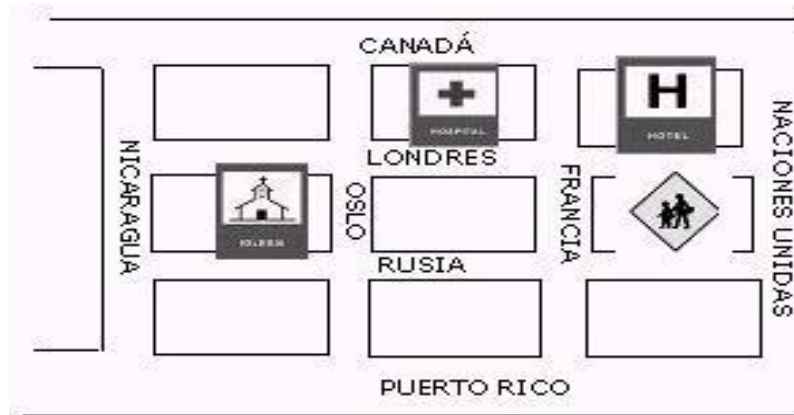 CANADÁ
HOSPITAL
H
HOTEL
LONDRES
NICARAGUA
IGLESIA
OSLO
FRANCIA
NACIONES UNIDAS
RUSIA
PUERTO RICO